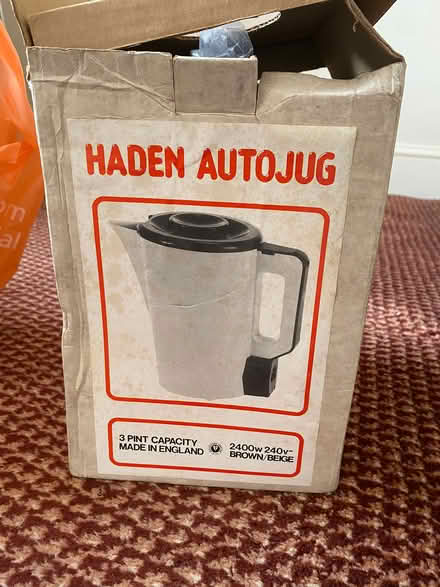 HADEN AUTOJUG
3 PINT CAPACITY
MADE IN ENGLAND
2400w 240v~
BROWN/BEIGE